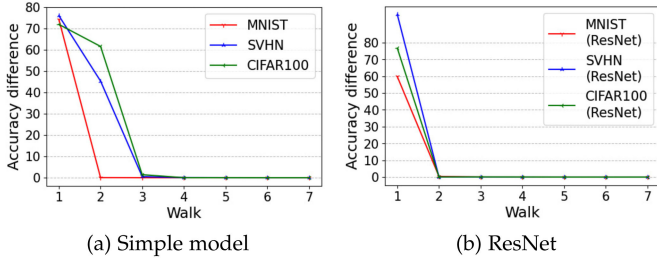 Accuracy difference
80
70
60
50
40
30
20
10
0
1 2 3 4 5 6 7
Walk
MNIST
SVHN
CIFAR100
(a) Simple model
Accuracy difference
80
70
60
50
40
30
20
10
0
1 2 3 4 5 6 7
Walk
MNIST
(ResNet)
SVHN
(ResNet)
CIFAR100
(ResNet)
(b) ResNet